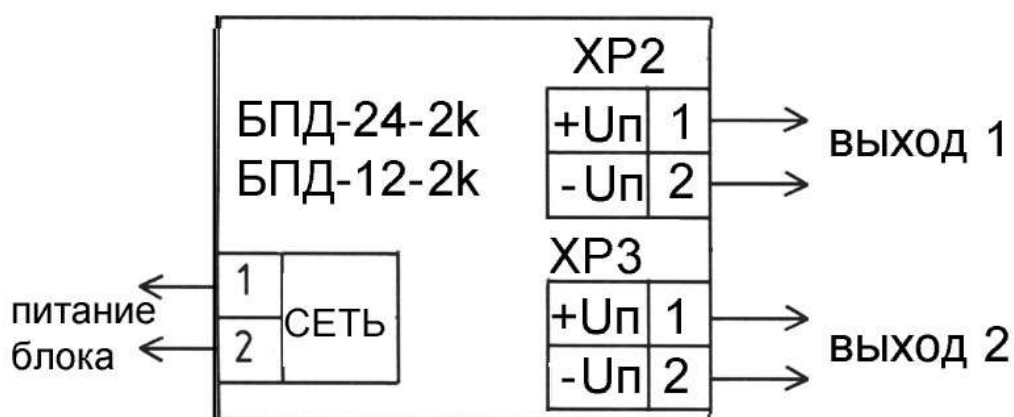 БПД-24-2k
БПД-12-2k
питание
блока
1
2
СЕТЬ
XP2
+Uп 1
-Uп 2
выход 1
XP3
+Uп 1
-Uп 2
выход 2